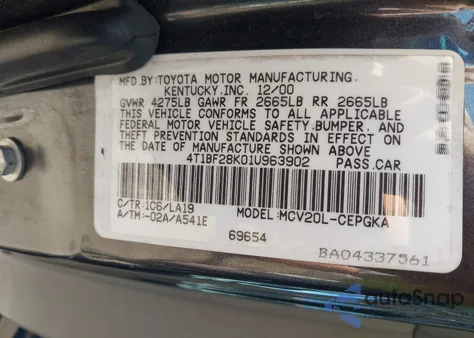 MFD.BY:TOYOTA MOTOR MANUFACTURING.
KENTUCKY,INC. 12/00
GVWR 4275LB GAWR FR 2665LB RR 2665LB
THIS VEHICLE CONFORMS TO ALL APPLICABLE
FEDERAL MOTOR VEHICLE SAFETY,BUMPER, AND
THEFT PREVENTION STANDARDS IN EFFECT ON
THE DATE OF MANUFACTURE SHOWN ABOVE.
4T1BF28K01U963902 PASS.CAR
C/TR:1C6/LA19 MODEL:MCV20L-CEPGKA
A/TM:-02A/A541E
69654
BA04337561
autoSnap